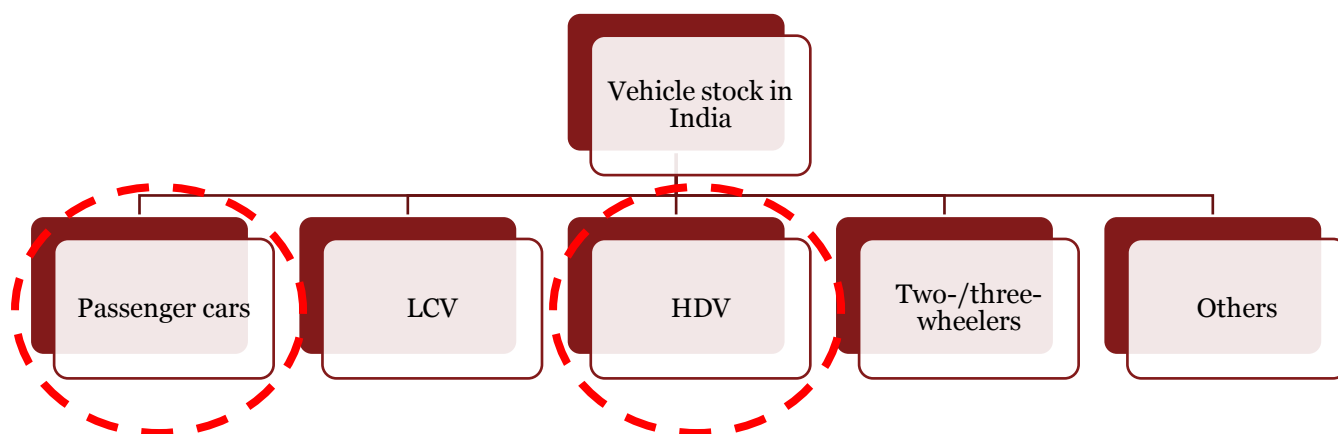 Vehicle stock in
India
Passenger cars
LCV
HDV
Two-/three-
wheelers
Others